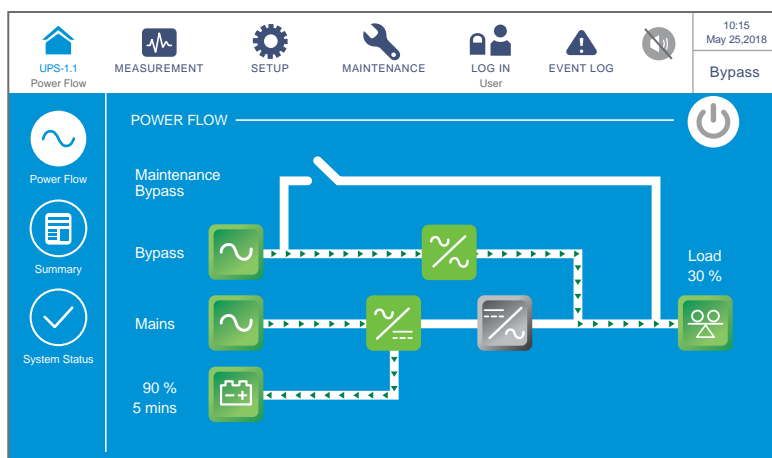 UPS-1.1
Power Flow
MEASUREMENT
SETUP
MAINTENANCE
LOG IN
User
EVENT LOG
10:15
May 25,2018
Bypass
POWER FLOW
Power Flow
Summary
System Status
Maintenance
Bypass
Bypass
Load
30 %
Mains
90 %
5 mins